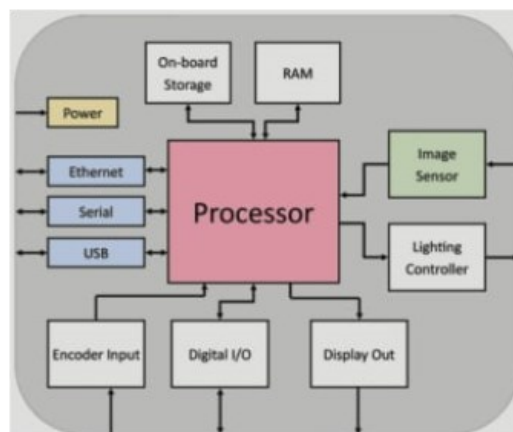 On-board
Storage
RAM
Power
Ethernet
Serial
USB
Processor
Image
Sensor
Lighting
Controller
Encoder Input
Digital I/O
Display Out